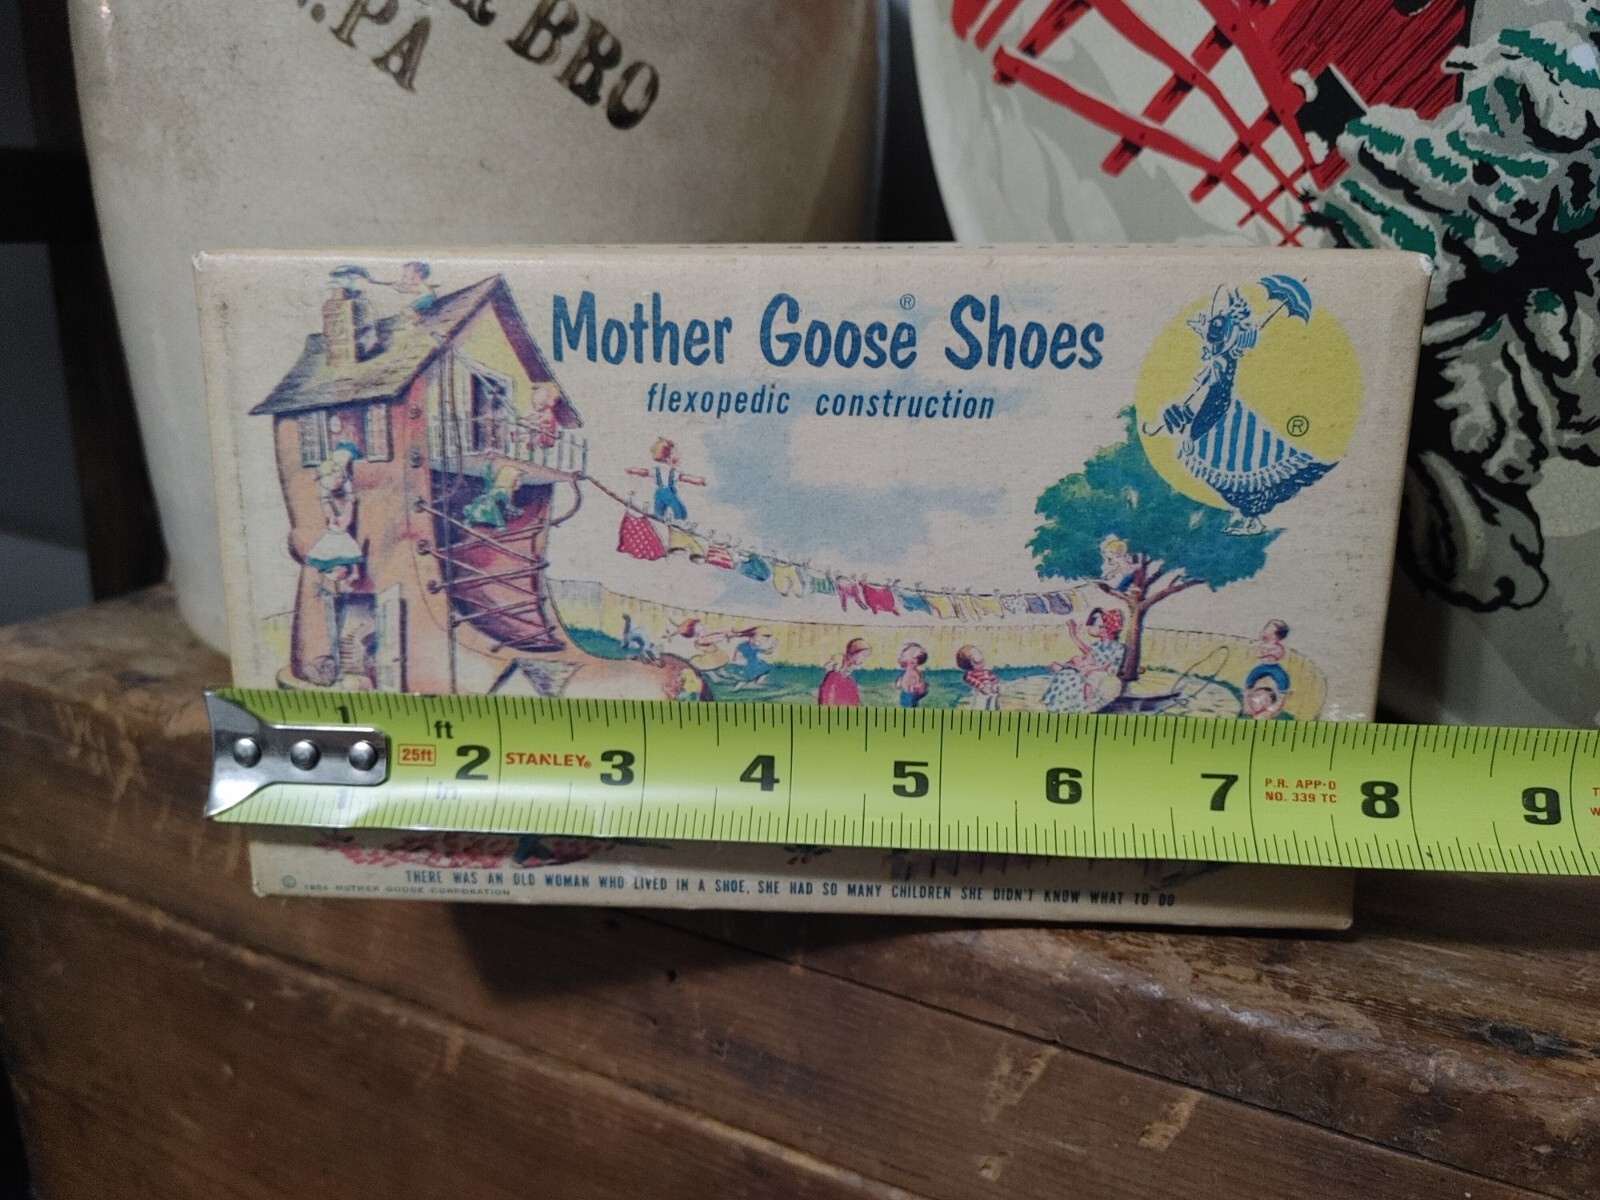 & BRO
.PA
Mother Goose® Shoes
flexopedic construction
®
1 ft 2 3 4 5 6 7 8 9
25ft
STANLEY®
P.R. APP'D
NO. 339 TC
1 in
THERE WAS AN OLD WOMAN WHO LIVED IN A SHOE, SHE HAD SO MANY CHILDREN SHE DIDN'T KNOW WHAT TO DO
© MOTHER GOOSE CORPORATION